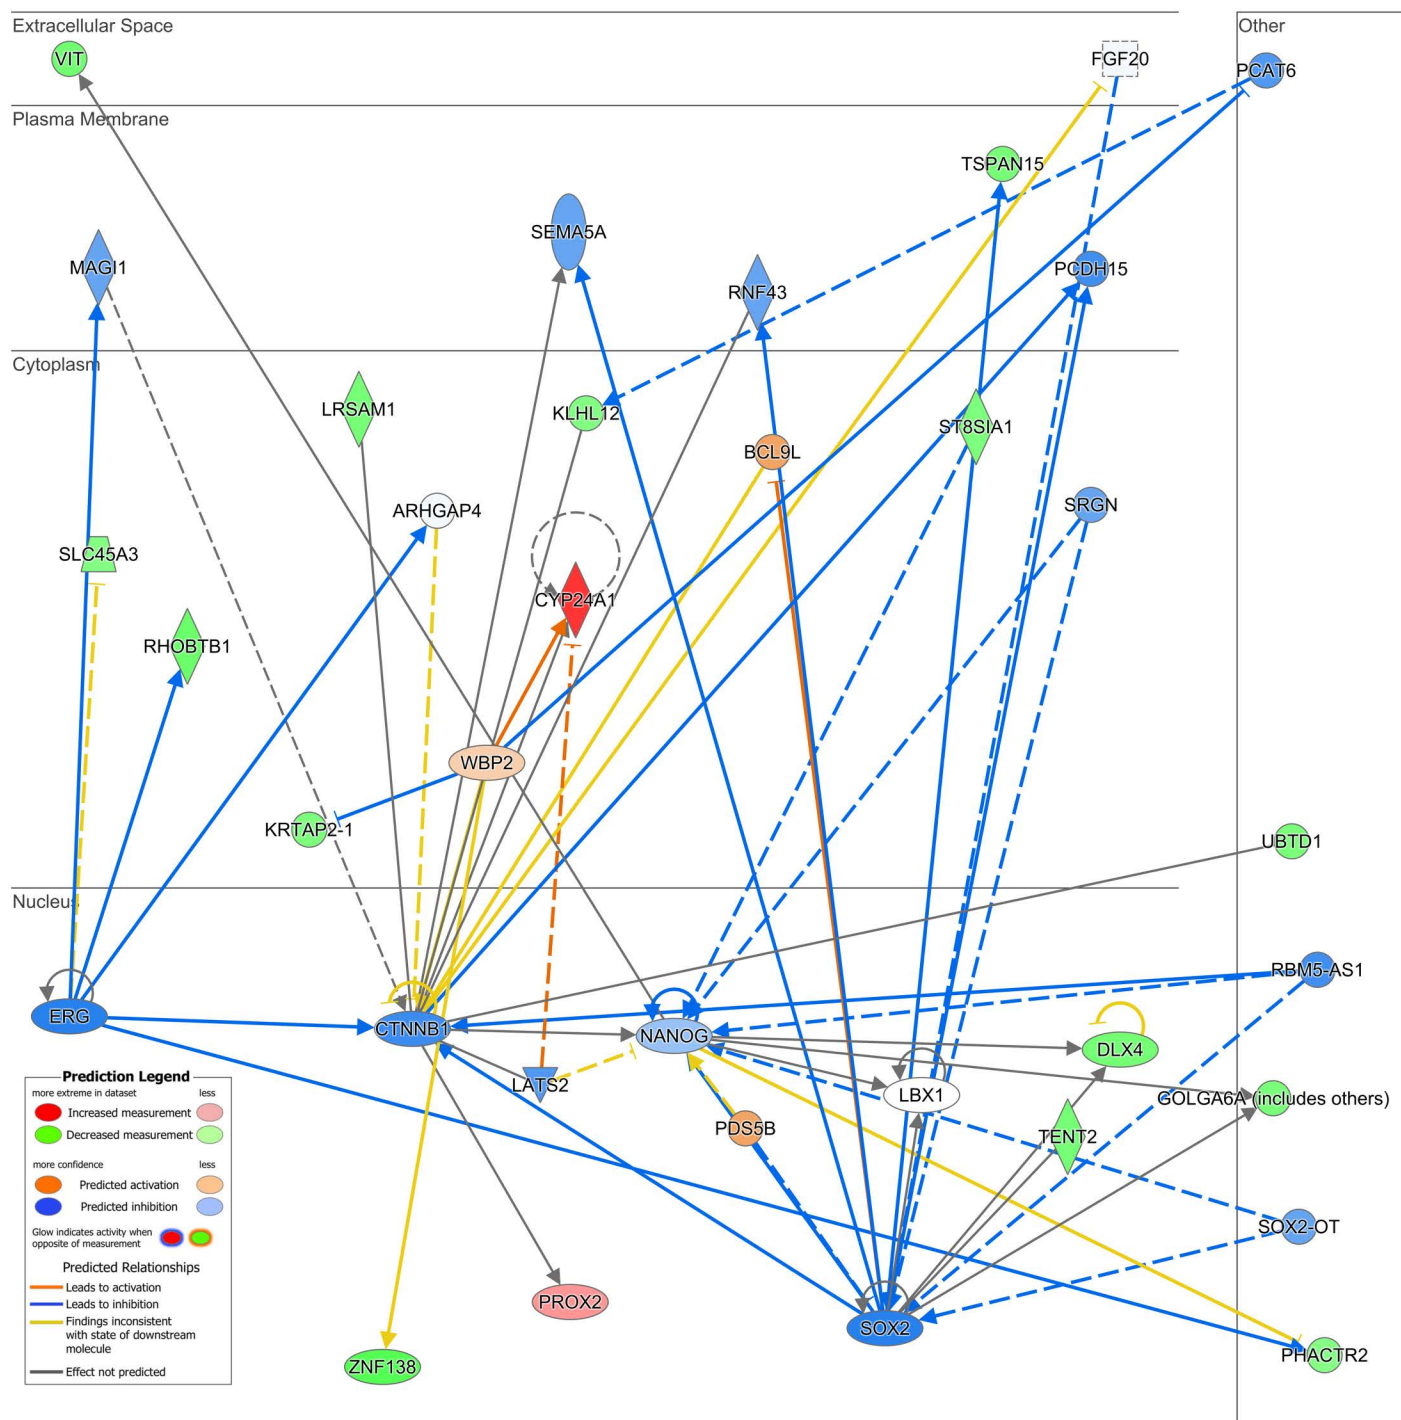 Extracellular Space
Other
VIT
FGF20
PCAT6
Plasma Membrane
TSPAN15
SEMA5A
MAGI1
PCDH15
RNF43
Cytoplasm
LRSAM1
KLHL12
ST8SIA1
BCL9L
ARHGAP4
SRGN
SLC45A3
CYP24A1
RHOBTB1
WBP2
KRTAP2-1
UBTD1
Nucleus
RBM5-AS1
ERG
CTNNB1
NANOG
DLX4
LATS2
LBX1
GOLGA6A (includes others)
PDS5B
TENT2
SOX2-OT
PROX2
SOX2
PHACTR2
ZNF138
Prediction Legend
more extreme in dataset less
Increased measurement
Decreased measurement
more confidence less
Predicted activation
Predicted inhibition
Glow indicates activity when
opposite of measurement
Predicted Relationships
Leads to activation
Leads to inhibition
Findings inconsistent
with state of downstream
molecule
Effect not predicted